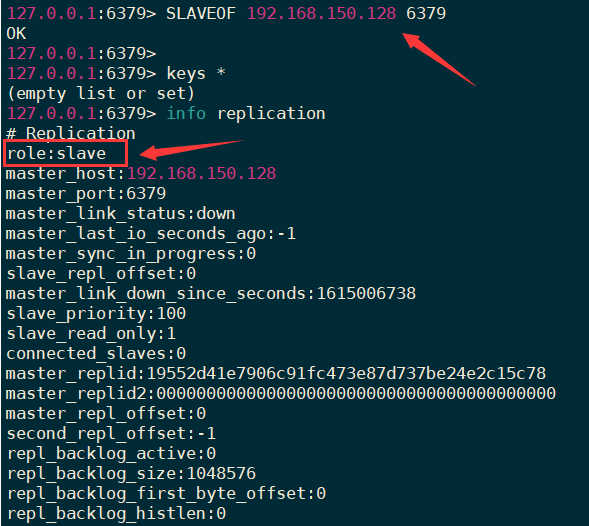 127.0.0.1:6379> SLAVEOF 192.168.150.128 6379
OK
127.0.0.1:6379>
127.0.0.1:6379> keys *
(empty list or set)
127.0.0.1:6379> info replication
# Replication
role:slave
master_host:192.168.150.128
master_port:6379
master_link_status:down
master_last_io_seconds_ago:-1
master_sync_in_progress:0
slave_repl_offset:0
master_link_down_since_seconds:1615006738
slave_priority:100
slave_read_only:1
connected_slaves:0
master_replid:19552d41e7906c91fc473e87d737be24e2c15c78
master_replid2:0000000000000000000000000000000000000000
master_repl_offset:0
second_repl_offset:-1
repl_backlog_active:0
repl_backlog_size:1048576
repl_backlog_first_byte_offset:0
repl_backlog_histlen:0